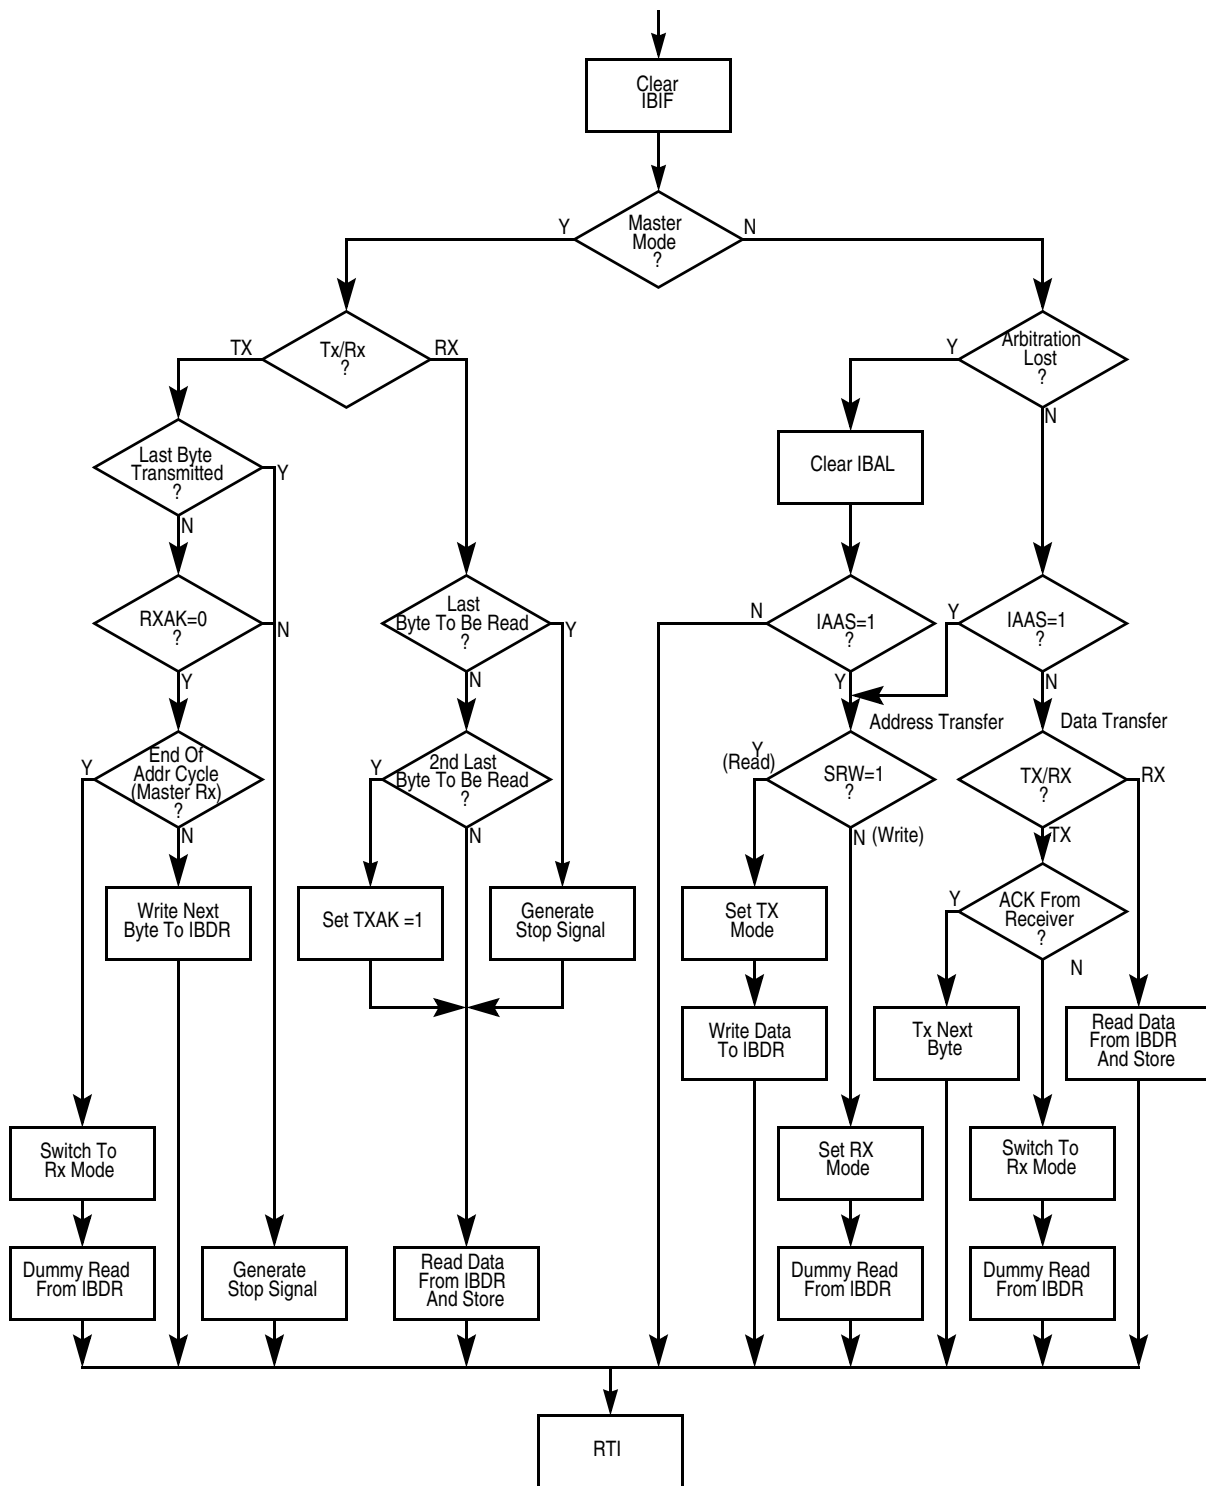 Clear
IBIF
Master
Mode
?
Y
N
Tx/Rx
?
TX
RX
Arbitration
Lost
?
Y
N
Last Byte
Transmitted
?
Y
N
Clear IBAL
RXAK=0
?
N
Y
Last
Byte To Be Read
?
Y
N
IAAS=1
?
N
Y
IAAS=1
?
Y
N
Address Transfer
Data Transfer
End Of
Addr Cycle
(Master Rx)
?
Y
N
2nd Last
Byte To Be Read
?
Y
N
Y
(Read)
SRW=1
?
N (Write)
TX/RX
?
RX
TX
Write Next
Byte To IBDR
Set TXAK =1
Generate
Stop Signal
Set TX
Mode
Y
ACK From
Receiver
?
N
Write Data
To IBDR
Tx Next
Byte
Read Data
From IBDR
And Store
Switch To
Rx Mode
Set RX
Mode
Switch To
Rx Mode
Dummy Read
From IBDR
Generate
Stop Signal
Read Data
From IBDR
And Store
Dummy Read
From IBDR
Dummy Read
From IBDR
RTI